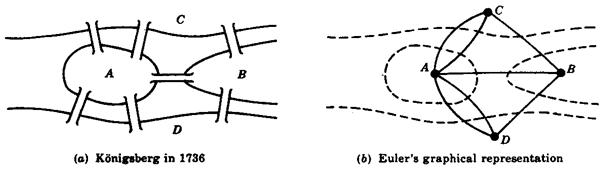 C
A
B
D
(a) Königsberg in 1736
C
A
B
D
(b) Euler's graphical representation